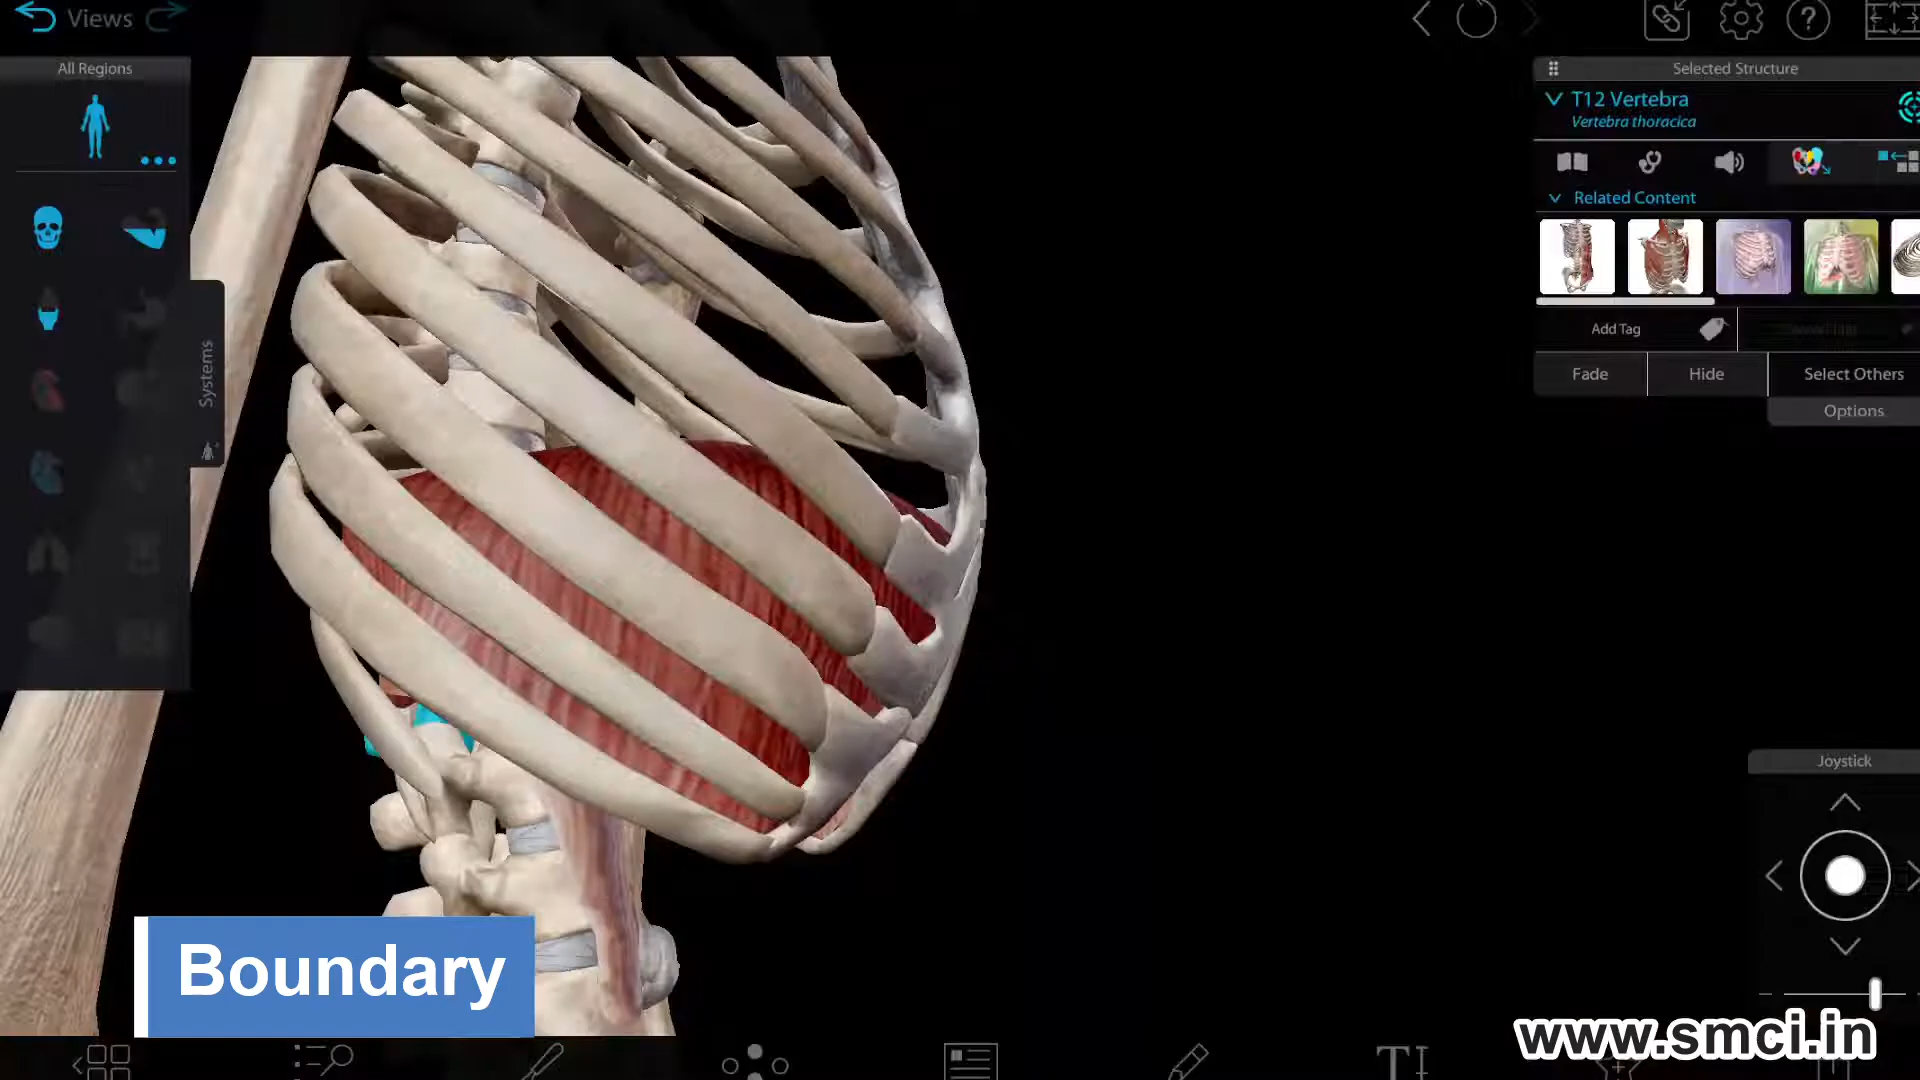 Views
All Regions
Systems
Selected Structure
T12 Vertebra
Vertebra thoracica
Related Content
Add Tag
Fade
Hide
Select Others
Options
Joystick
Boundary
www.smci.in